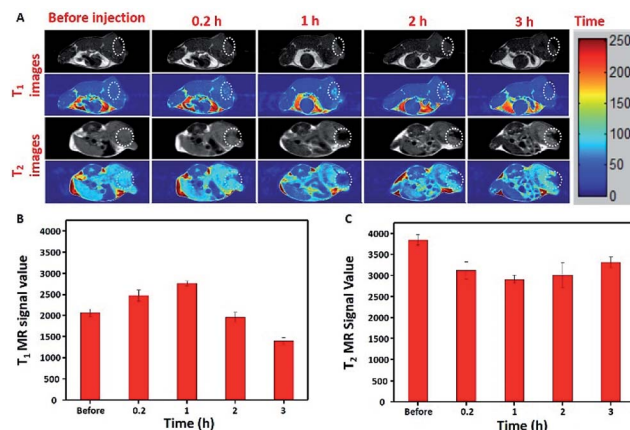 Before injection 0.2 h 1 h 2 h 3 h Time
A
T1 images
T2 images
250
200
150
100
50
0
B
T1 MR signal value
4000
3500
3000
2500
2000
1500
1000
500
0
Before 0.2 1 2 3
Time (h)
C
T2 MR Signal Value
4000
3500
3000
2500
2000
1500
1000
500
0
Before 0.2 1 2 3
Time (h)